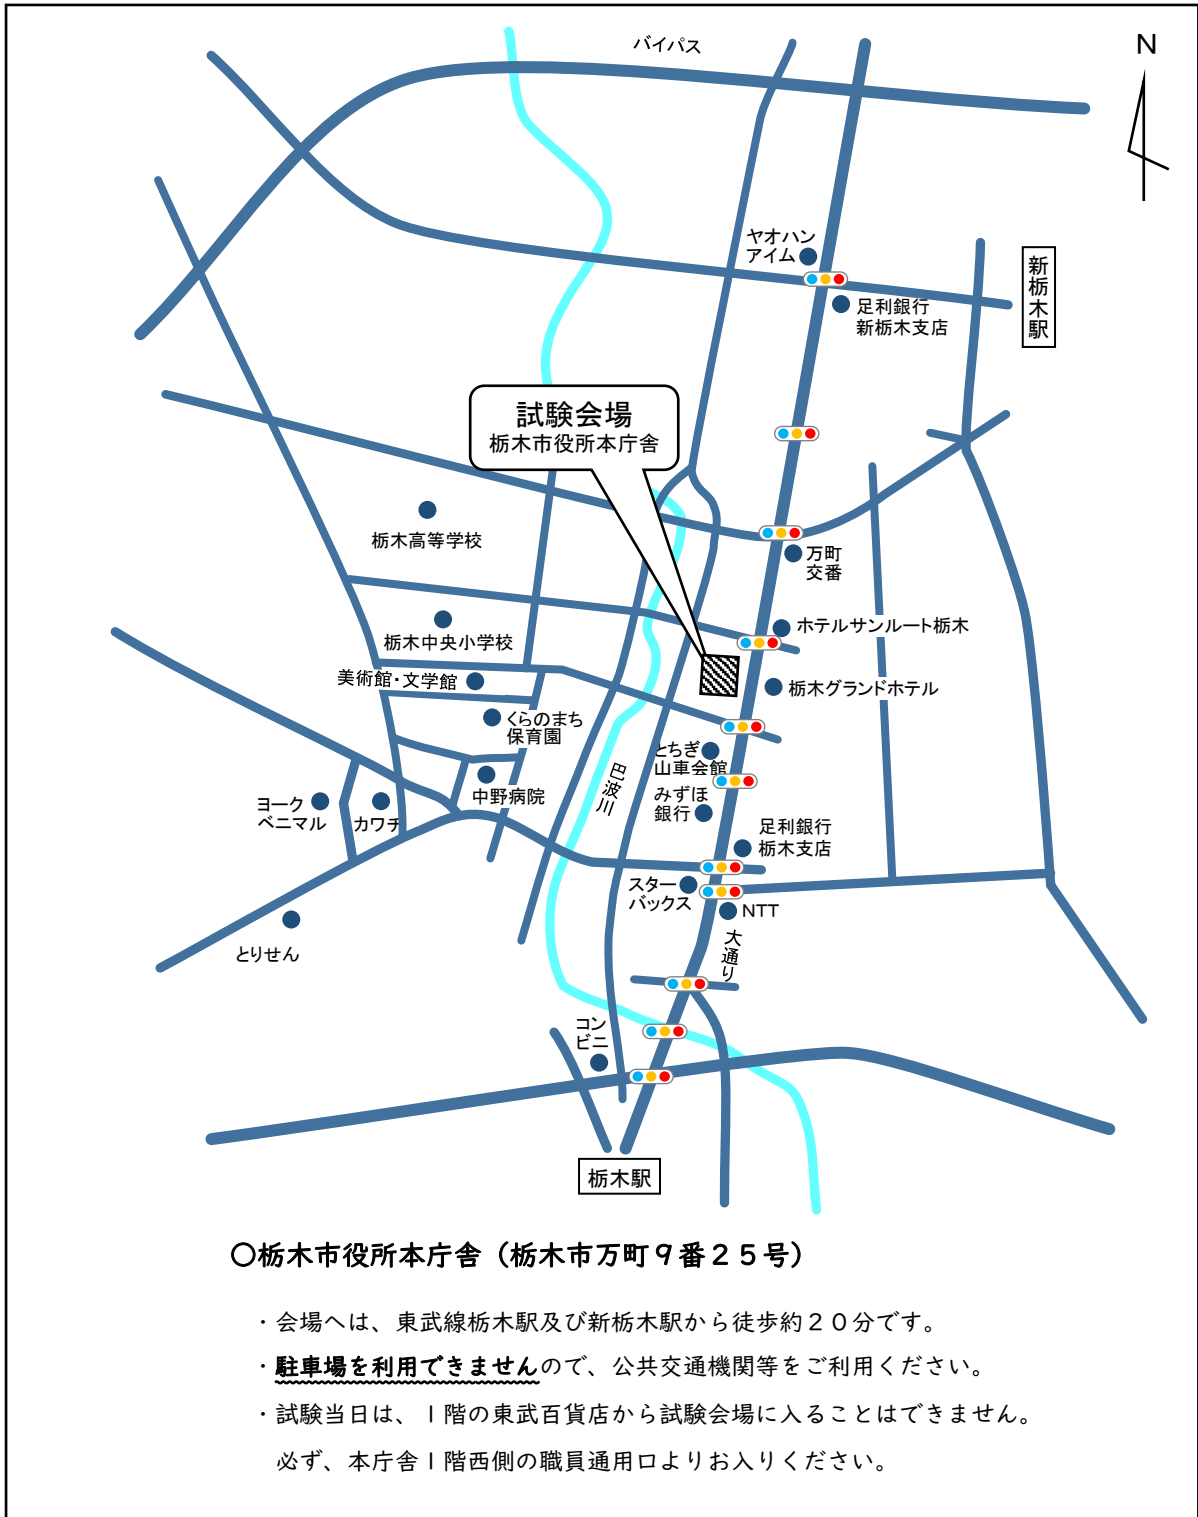 バイパス
N
ヤオハン
アイム
新栃木駅
足利銀行
新栃木支店
試験会場
栃木市役所本庁舎
栃木高等学校
万町
交番
栃木中央小学校
ホテルサンルート栃木
美術館・文学館
栃木グランドホテル
くらのまち
保育園
とちぎ
山車会館
巴波川
中野病院
みずほ
銀行
ヨーク
ベニマル
カワチ
足利銀行
栃木支店
スター
バックス
NTT
大通り
とりせん
コン
ビニ
栃木駅
〇栃木市役所本庁舎（栃木市万町９番２５号）
・会場へは、東武線栃木駅及び新栃木駅から徒歩約２０分です。
・駐車場を利用できませんので、公共交通機関等をご利用ください。
・試験当日は、１階の東武百貨店から試験会場に入ることはできません。
必ず、本庁舎１階西側の職員通用口よりお入りください。